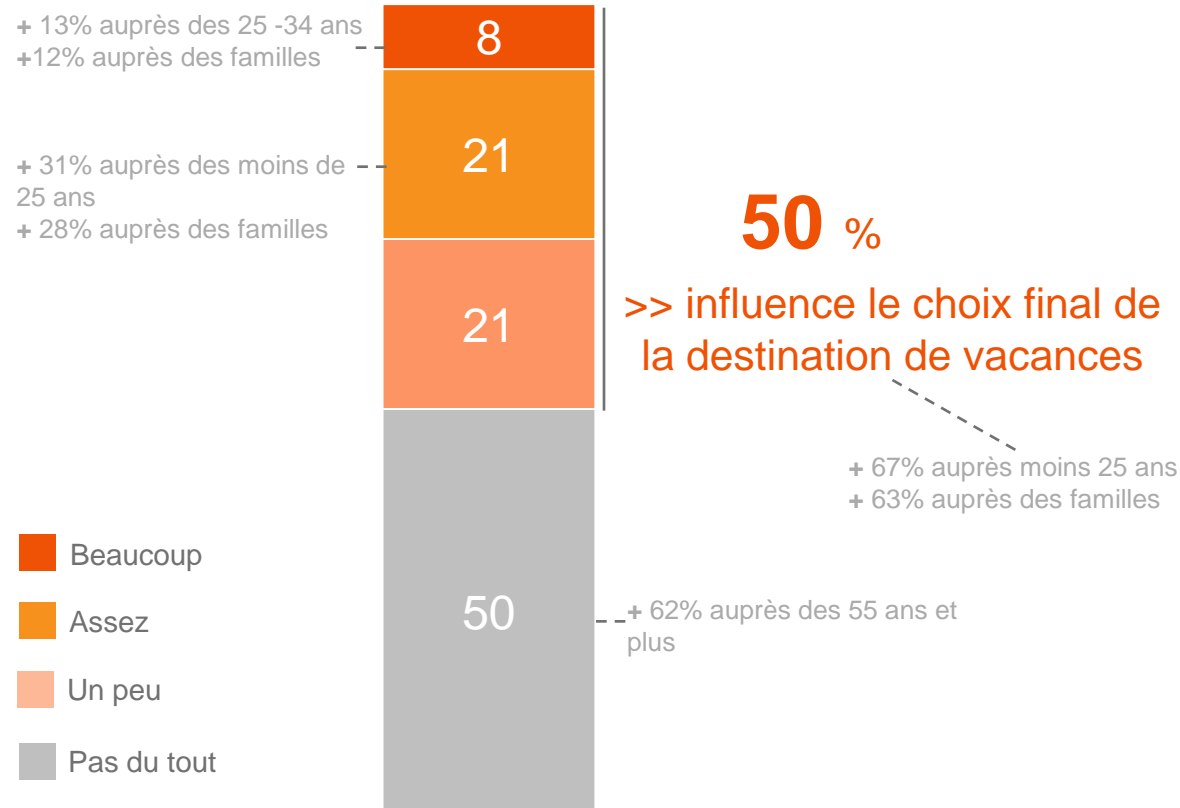 + 13% auprès des 25 -34 ans
+12% auprès des familles
8
+ 31% auprès des moins de
25 ans
+ 28% auprès des familles
21
21
50 %
>> influence le choix final de
la destination de vacances
+ 67% auprès moins 25 ans
+ 63% auprès des familles
50
+ 62% auprès des 55 ans et
plus
Beaucoup
Assez
Un peu
Pas du tout